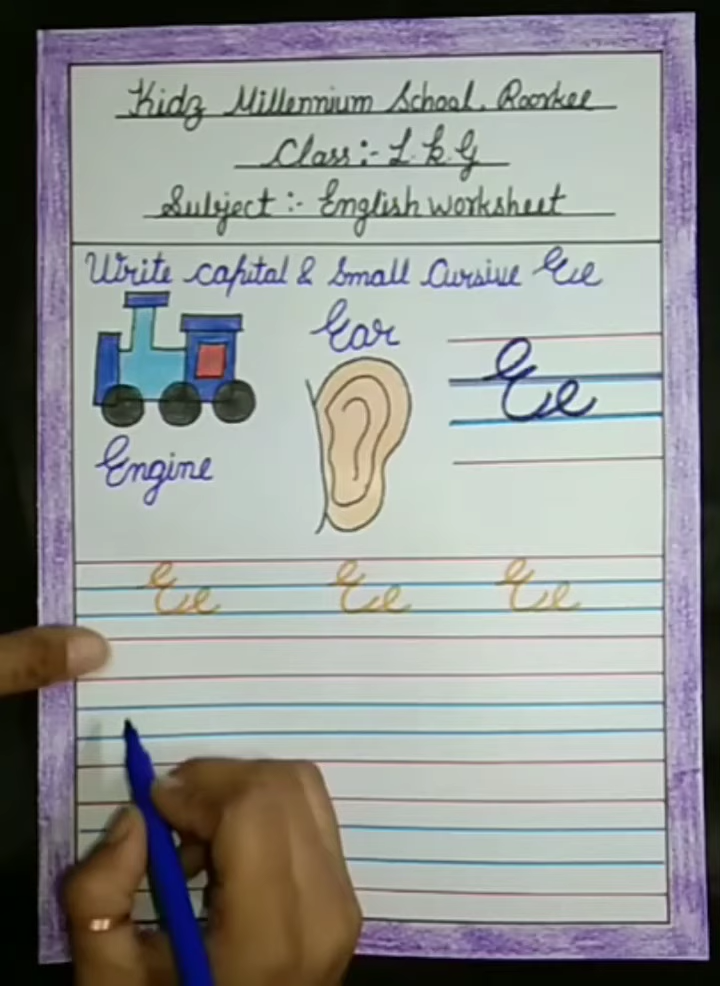 Kidz Millennium School, Roorkee
Class:- L.K.G
Subject:- English worksheet
Write capital & Small Cursive Ee
Ear
Ee
Engine
Ee Ee Ee